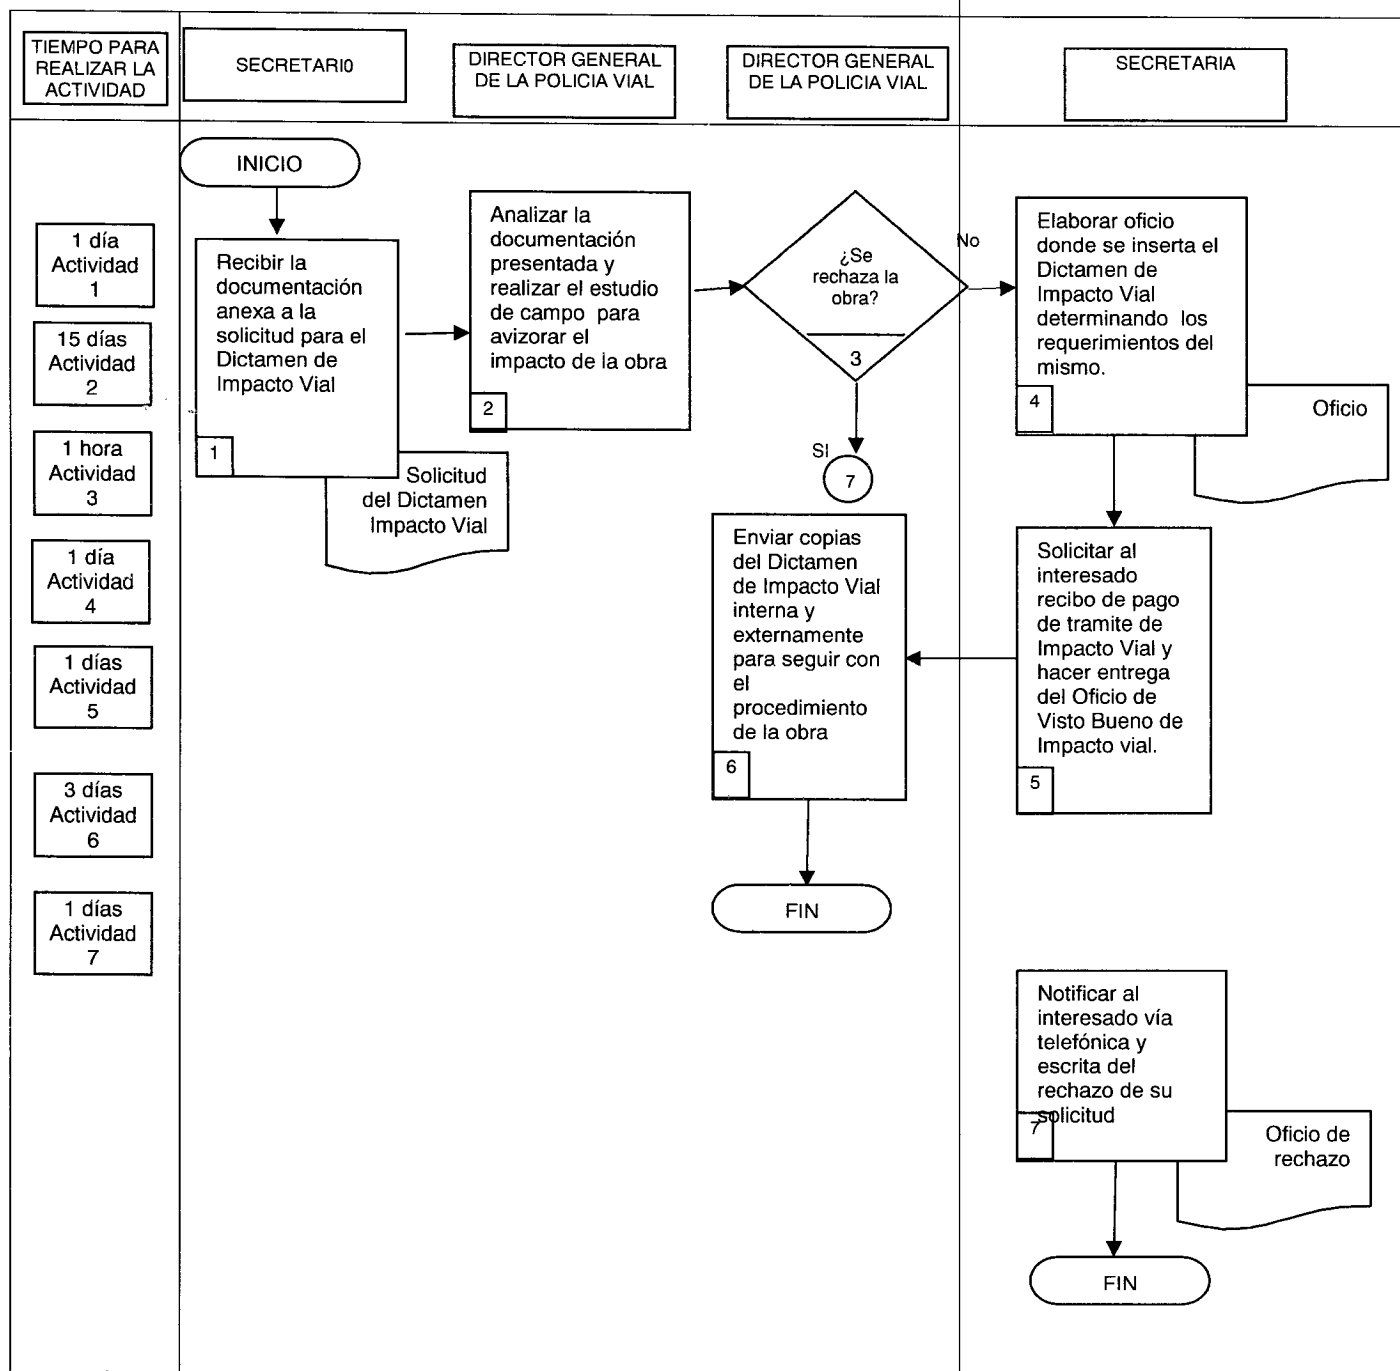 TIEMPO PARA
REALIZAR LA
ACTIVIDAD
SECRETARI0
DIRECTOR GENERAL
DE LA POLICIA VIAL
DIRECTOR GENERAL
DE LA POLICIA VIAL
SECRETARIA
INICIO
1 día
Actividad
1
15 días
Actividad
2
1 hora
Actividad
3
1 día
Actividad
4
1 días
Actividad
5
3 días
Actividad
6
1 días
Actividad
7
Recibir la
documentación
anexa a la
solicitud para el
Dictamen de
Impacto Vial
1
Solicitud
del Dictamen
Impacto Vial
Analizar la
documentación
presentada y
realizar el estudio
de campo para
avizorar el
impacto de la obra
2
¿Se
rechaza la
obra?
3
No
SI
7
Elaborar oficio
donde se inserta el
Dictamen de
Impacto Vial
determinando los
requerimientos del
mismo.
4
Oficio
Solicitar al
interesado
recibo de pago
de tramite de
Impacto Vial y
hacer entrega
del Oficio de
Visto Bueno de
Impacto vial.
5
Enviar copias
del Dictamen
de Impacto Vial
interna y
externamente
para seguir con
el
procedimiento
de la obra
6
FIN
Notificar al
interesado vía
telefónica y
escrita del
rechazo de su
solicitud
7
Oficio de
rechazo
FIN